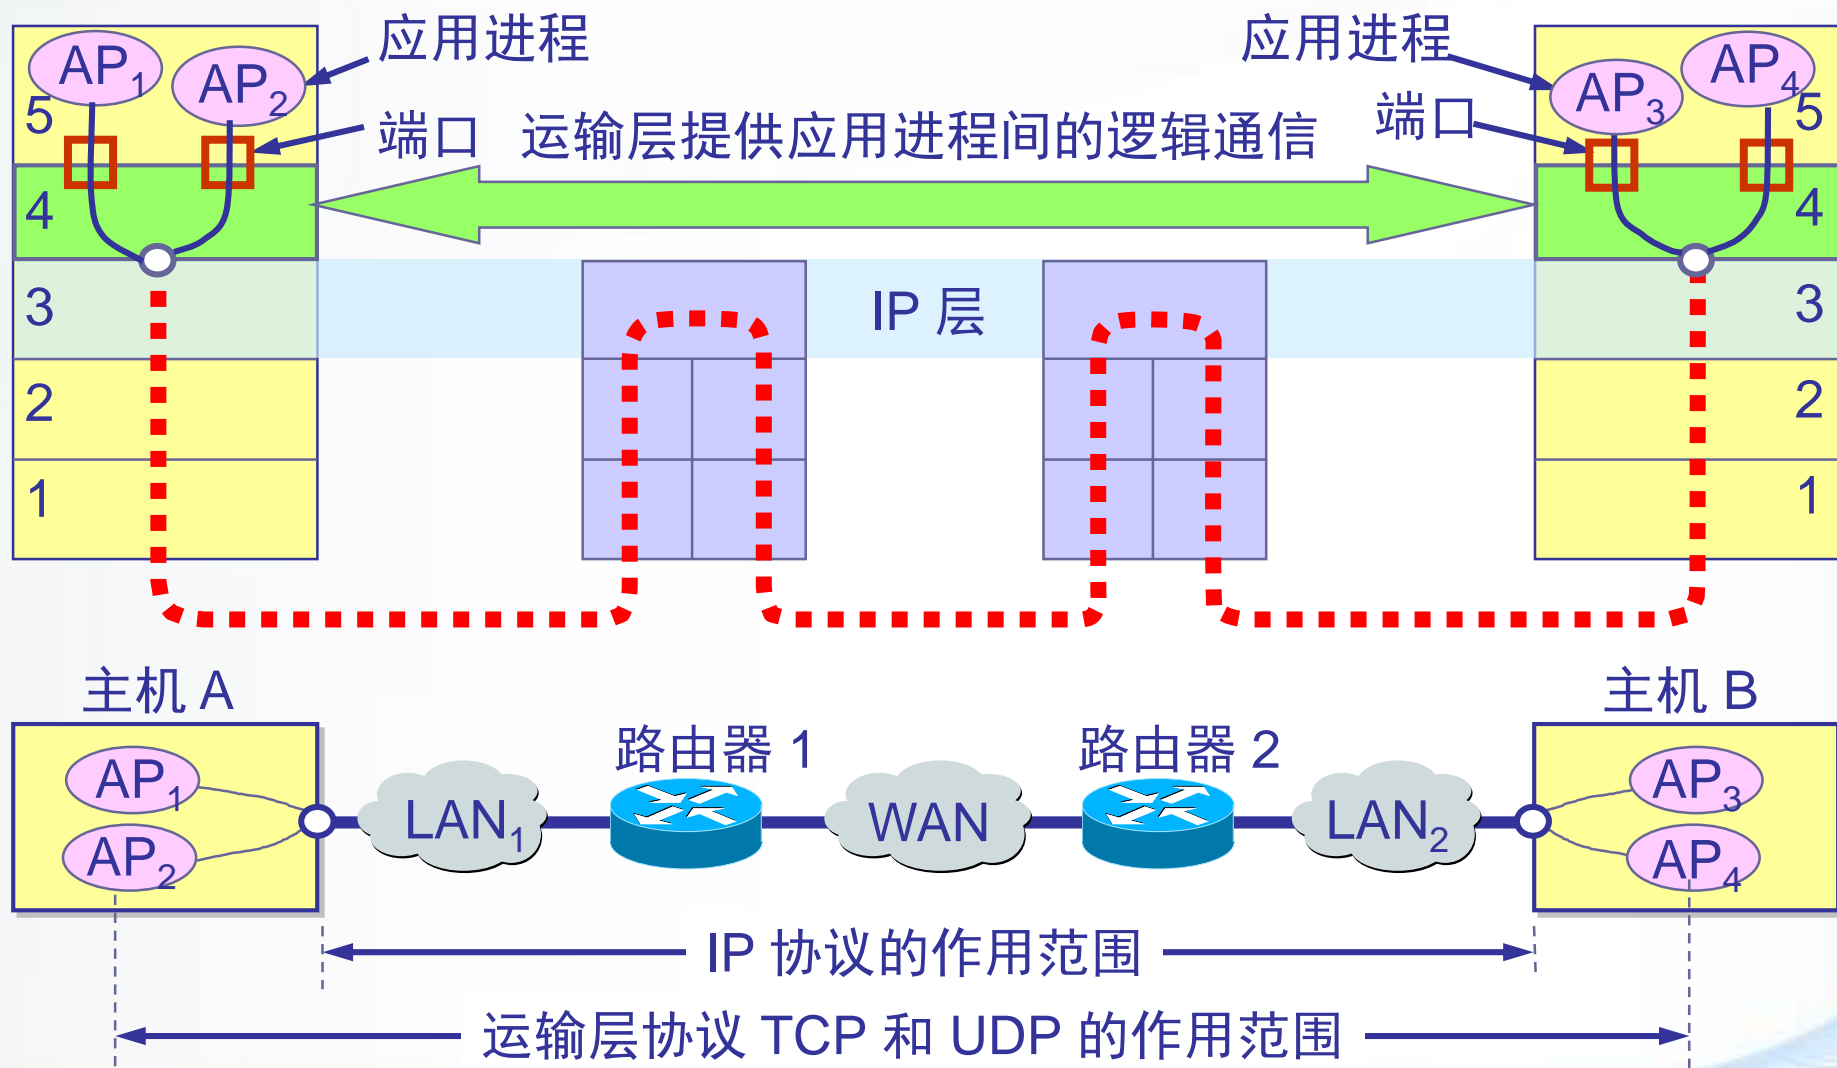 应用进程
应用进程
AP1
AP2
AP3
AP4
5
端口
运输层提供应用进程间的逻辑通信
端口
5
4
4
3
IP 层
3
2
2
1
1
主机 A
主机 B
路由器 1
路由器 2
AP1
LAN1
WAN
LAN2
AP3
AP2
AP4
IP 协议的作用范围
运输层协议 TCP 和 UDP 的作用范围